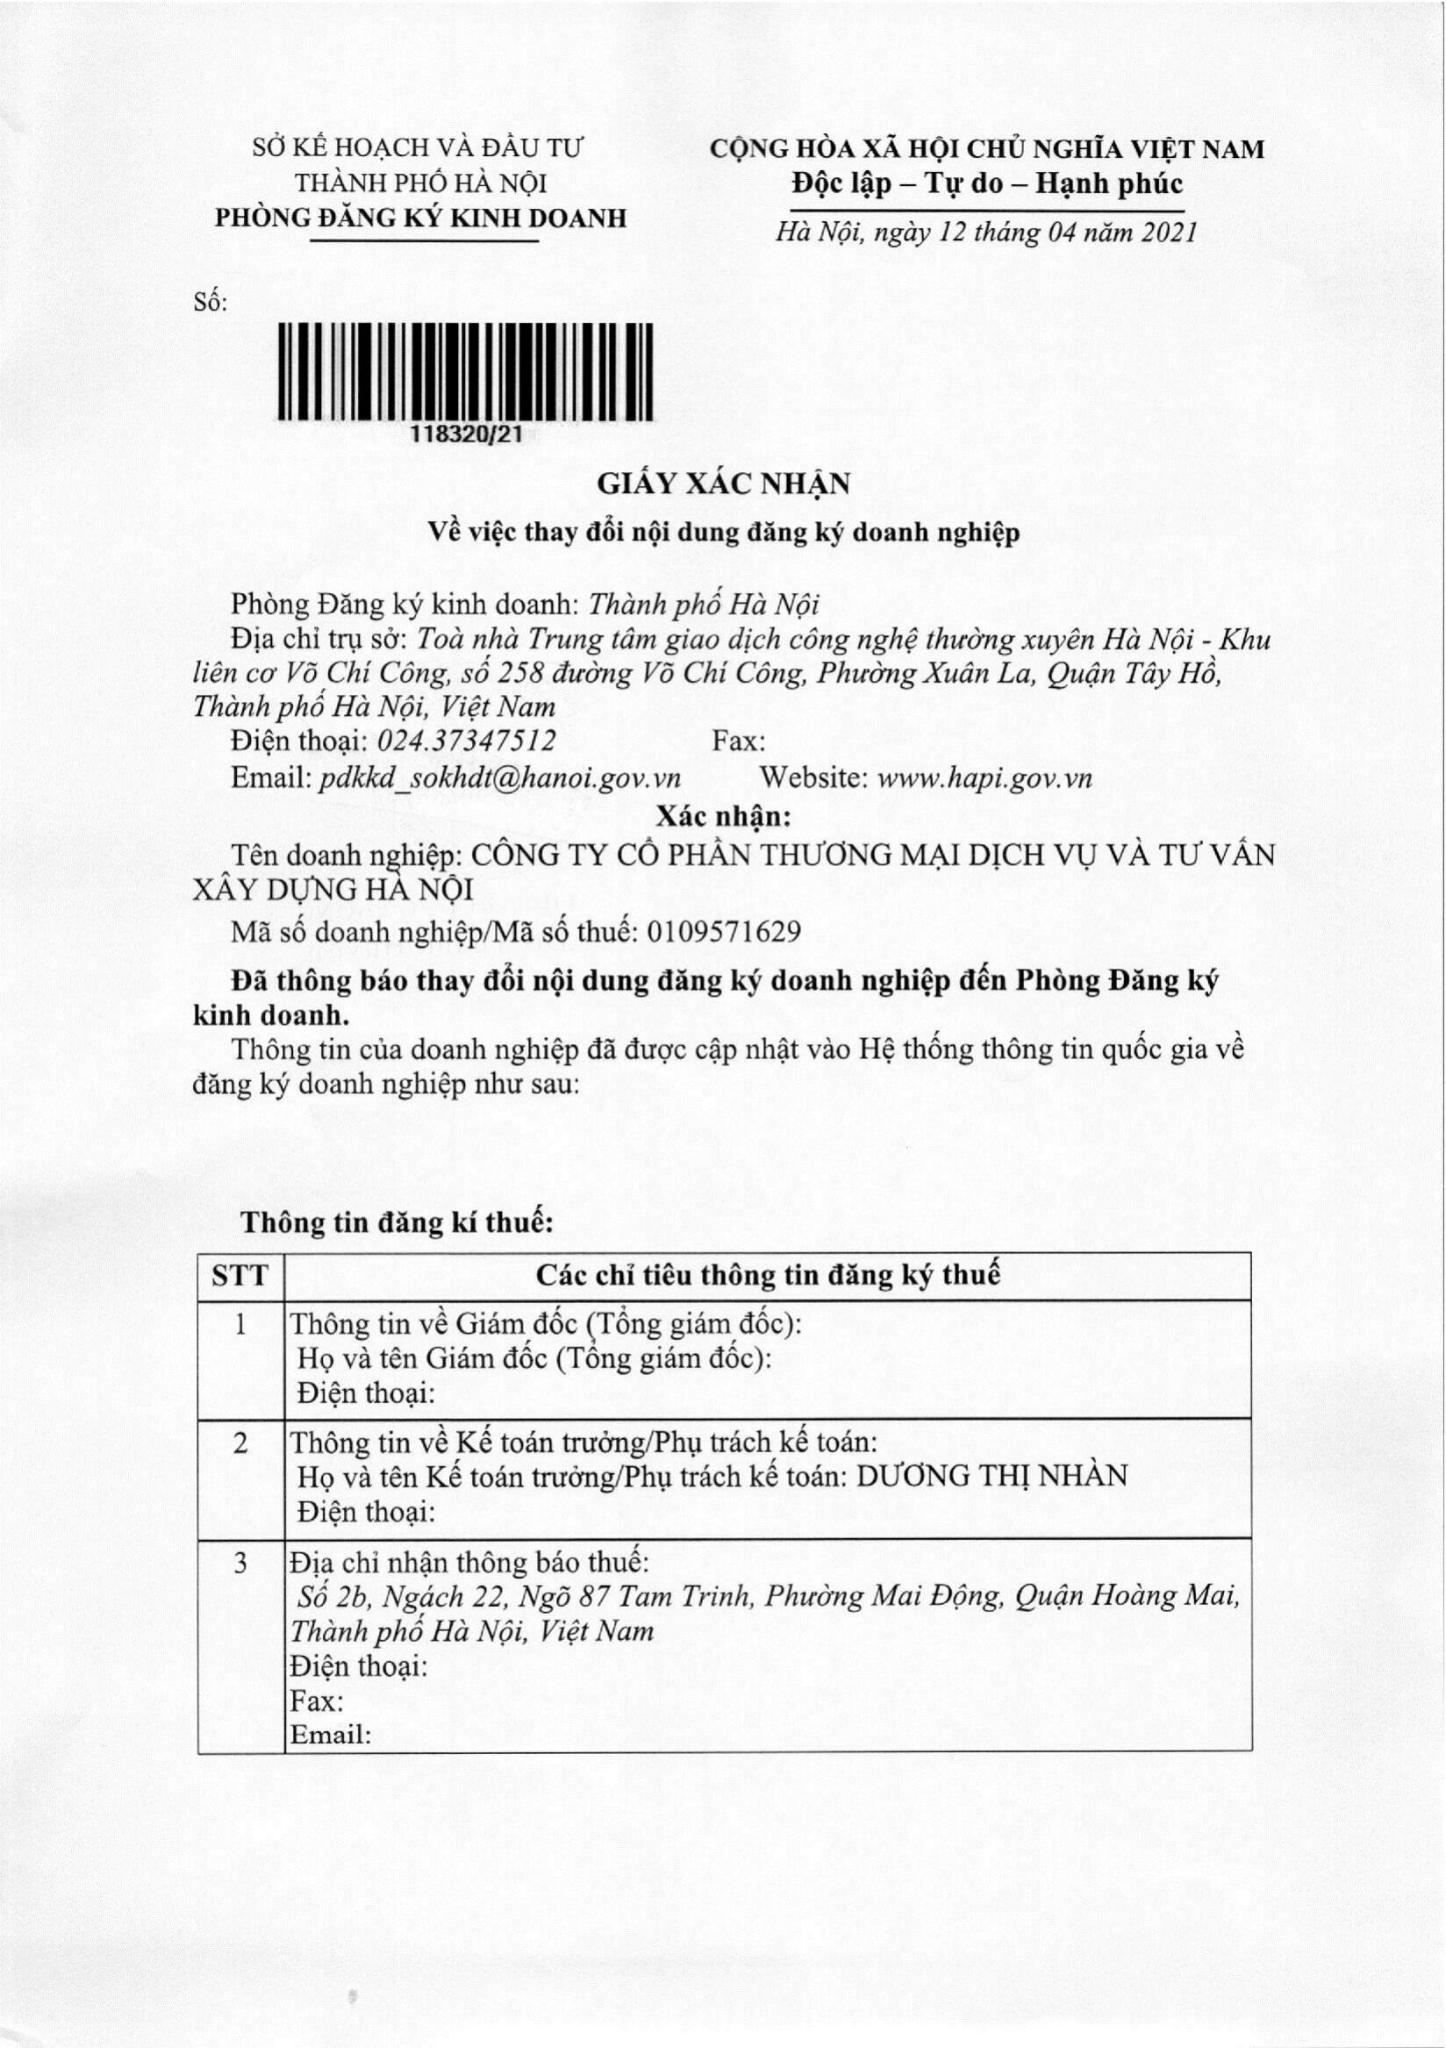 SỞ KẾ HOẠCH VÀ ĐẦU TƯ
THÀNH PHỐ HÀ NỘI
PHÒNG ĐĂNG KÝ KINH DOANH
CỘNG HÒA XÃ HỘI CHỦ NGHĨA VIỆT NAM
Độc lập – Tự do – Hạnh phúc
Hà Nội, ngày 12 tháng 04 năm 2021
Số:
118320/21
GIẤY XÁC NHẬN
Về việc thay đổi nội dung đăng ký doanh nghiệp
Phòng Đăng ký kinh doanh: Thành phố Hà Nội
Địa chỉ trụ sở: Toà nhà Trung tâm giao dịch công nghệ thường xuyên Hà Nội - Khu
liên cơ Võ Chí Công, số 258 đường Võ Chí Công, Phường Xuân La, Quận Tây Hồ,
Thành phố Hà Nội, Việt Nam
Điện thoại: 024.37347512 Fax:
Email: pdkkd_sokhdt@hanoi.gov.vn Website: www.hapi.gov.vn
Xác nhận:
Tên doanh nghiệp: CÔNG TY CỔ PHẦN THƯƠNG MẠI DỊCH VỤ VÀ TƯ VẤN
XÂY DỰNG HÀ NỘI
Mã số doanh nghiệp/Mã số thuế: 0109571629
Đã thông báo thay đổi nội dung đăng ký doanh nghiệp đến Phòng Đăng ký
kinh doanh.
Thông tin của doanh nghiệp đã được cập nhật vào Hệ thống thông tin quốc gia về
đăng ký doanh nghiệp như sau:
Thông tin đăng kí thuế:
STT Các chỉ tiêu thông tin đăng ký thuế
1 Thông tin về Giám đốc (Tổng giám đốc):
Họ và tên Giám đốc (Tổng giám đốc):
Điện thoại:
2 Thông tin về Kế toán trưởng/Phụ trách kế toán:
Họ và tên Kế toán trưởng/Phụ trách kế toán: DƯƠNG THỊ NHÀN
Điện thoại:
3 Địa chỉ nhận thông báo thuế:
Số 2b, Ngách 22, Ngõ 87 Tam Trinh, Phường Mai Động, Quận Hoàng Mai,
Thành phố Hà Nội, Việt Nam
Điện thoại:
Fax:
Email: